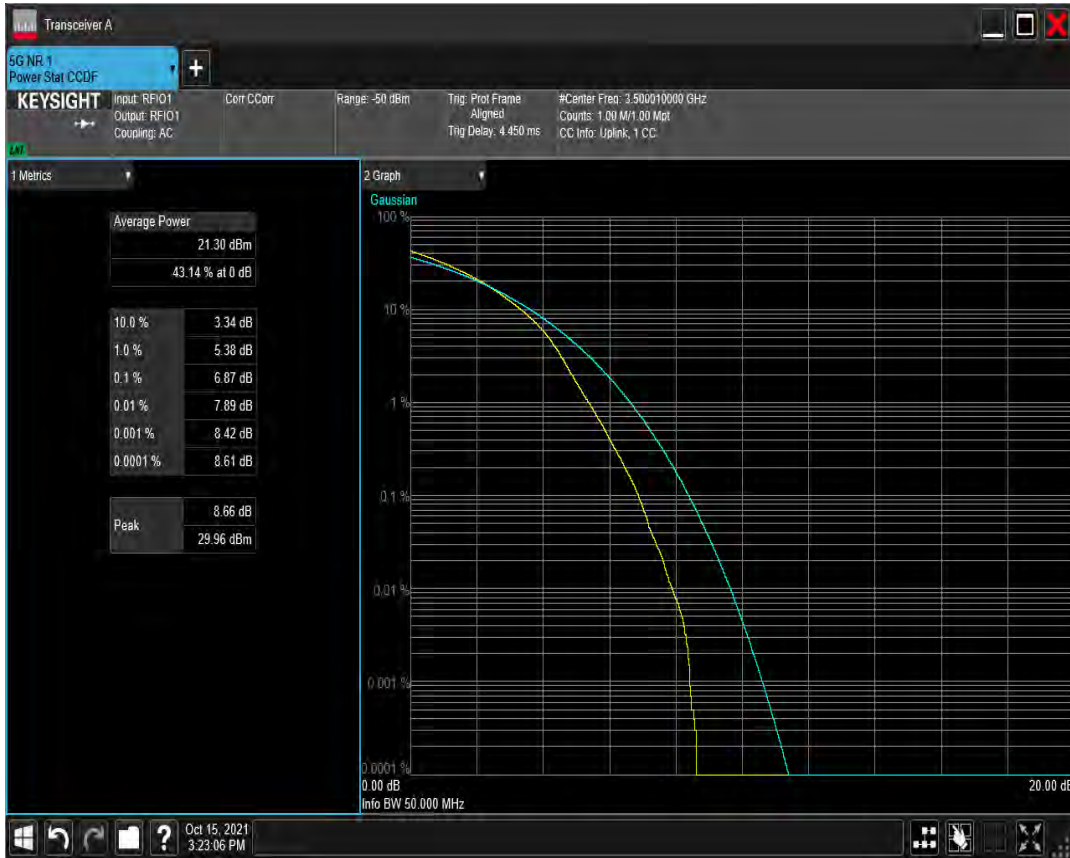 Transceiver A
5G NR 1
Power Stat CCDF
+
KEYSIGHT
Input: RFIO1
Output: RFIO1
Coupling: AC
Corr CCorr
Range: -50 dBm
Trig: Prot Frame
Aligned
Trig Delay: 4.450 ms
#Center Freq: 3.500010000 GHz
Counts: 1.00 M/1.00 Mpt
CC Info: Uplink, 1 CC
1 Metrics
Average Power
21.30 dBm
43.14 % at 0 dB
10.0 % 3.34 dB
1.0 % 5.38 dB
0.1 % 6.87 dB
0.01 % 7.89 dB
0.001 % 8.42 dB
0.0001 % 8.61 dB
Peak
8.66 dB
29.96 dBm
2 Graph
Gaussian
100 %
10 %
1 %
0.1 %
0.01 %
0.001 %
0.0001 %
0.00 dB
20.00 dB
Info BW 50.000 MHz
?
Oct 15, 2021
3:23:06 PM